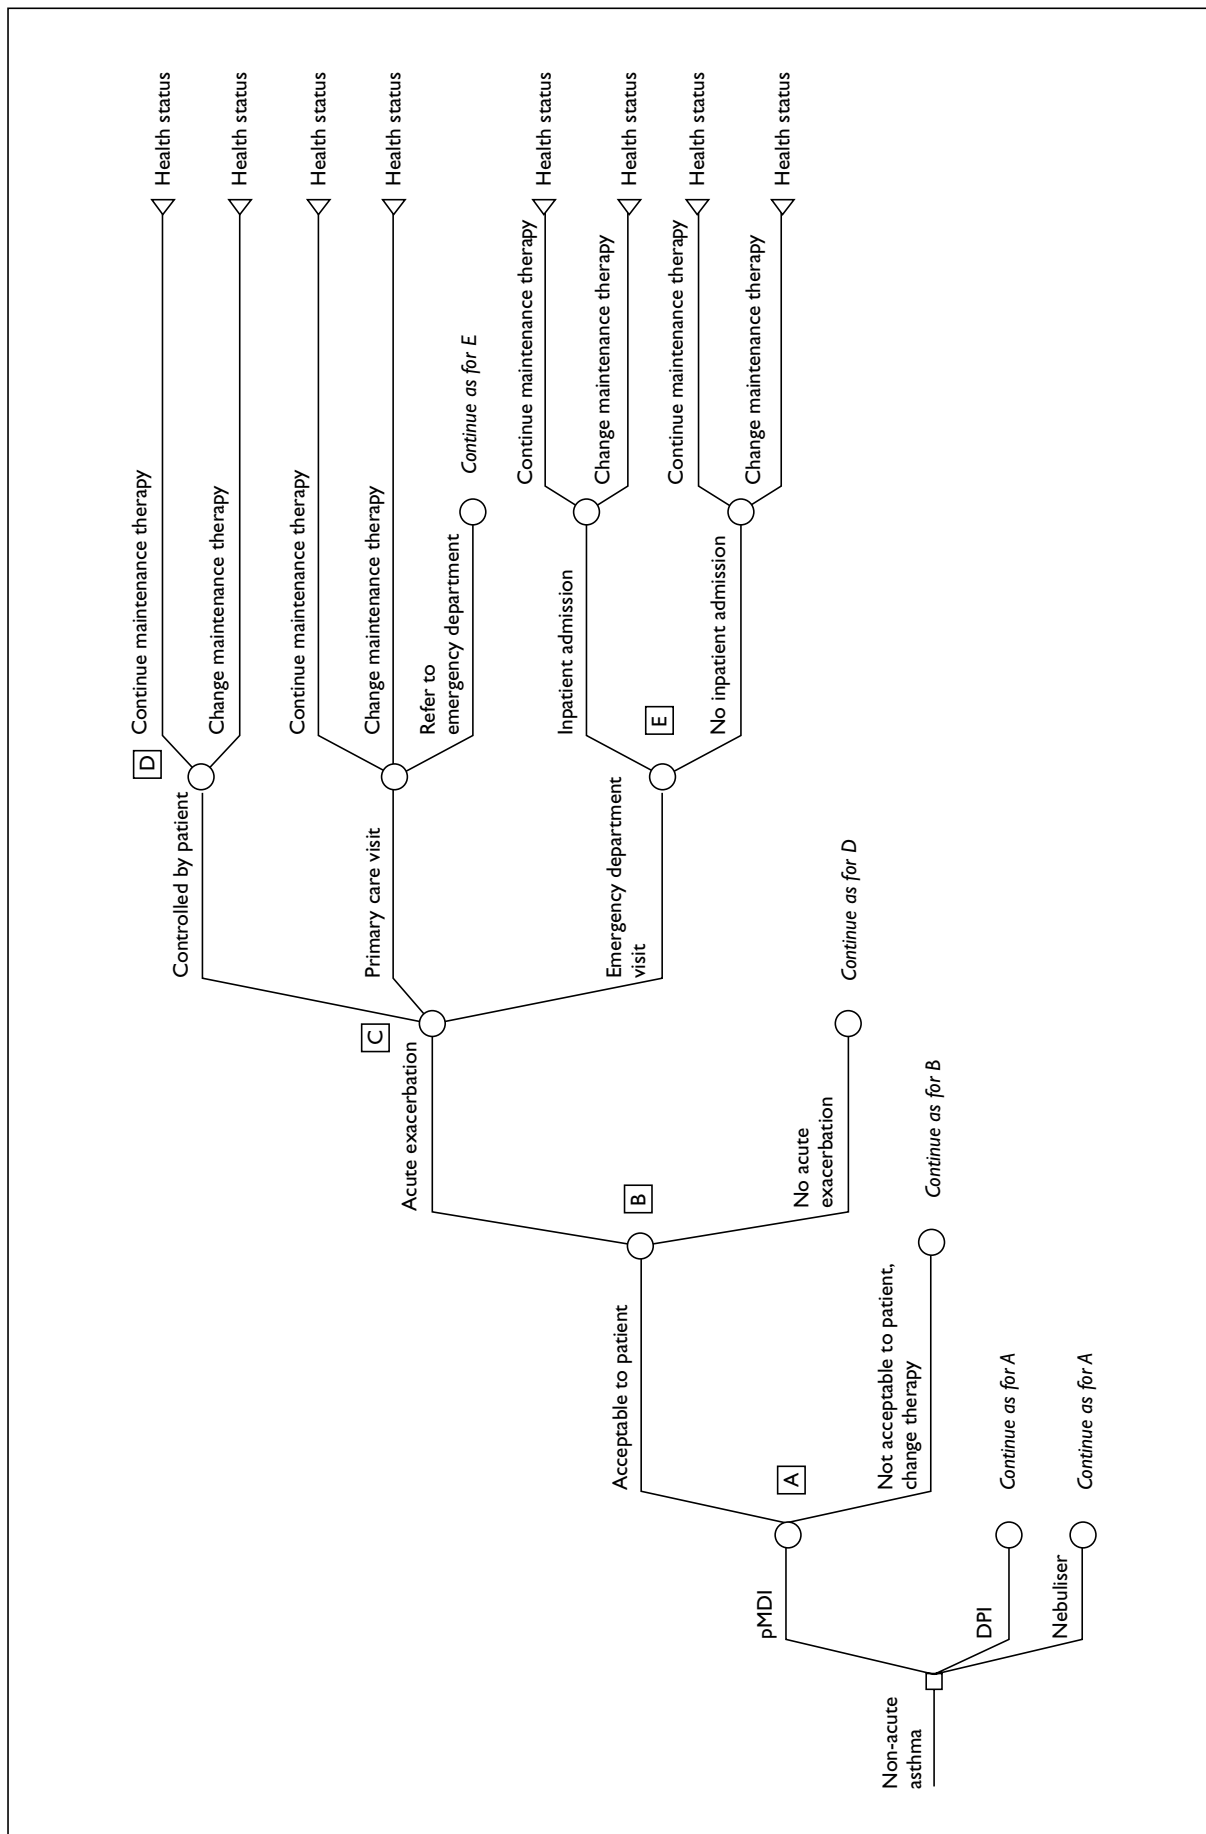 Non-acute
asthma
pMDI
DPI
Nebuliser
A
Continue as for A
Continue as for A
Acceptable to patient
Not acceptable to patient,
change therapy
B
Continue as for B
Acute exacerbation
No acute
exacerbation
C
Continue as for D
Controlled by patient
Primary care visit
Emergency department
visit
D
Continue maintenance therapy
Change maintenance therapy
Continue maintenance therapy
Change maintenance therapy
Refer to
emergency department
Continue as for E
E
Inpatient admission
No inpatient admission
Continue maintenance therapy
Change maintenance therapy
Continue maintenance therapy
Change maintenance therapy
Health status
Health status
Health status
Health status
Health status
Health status
Health status
Health status